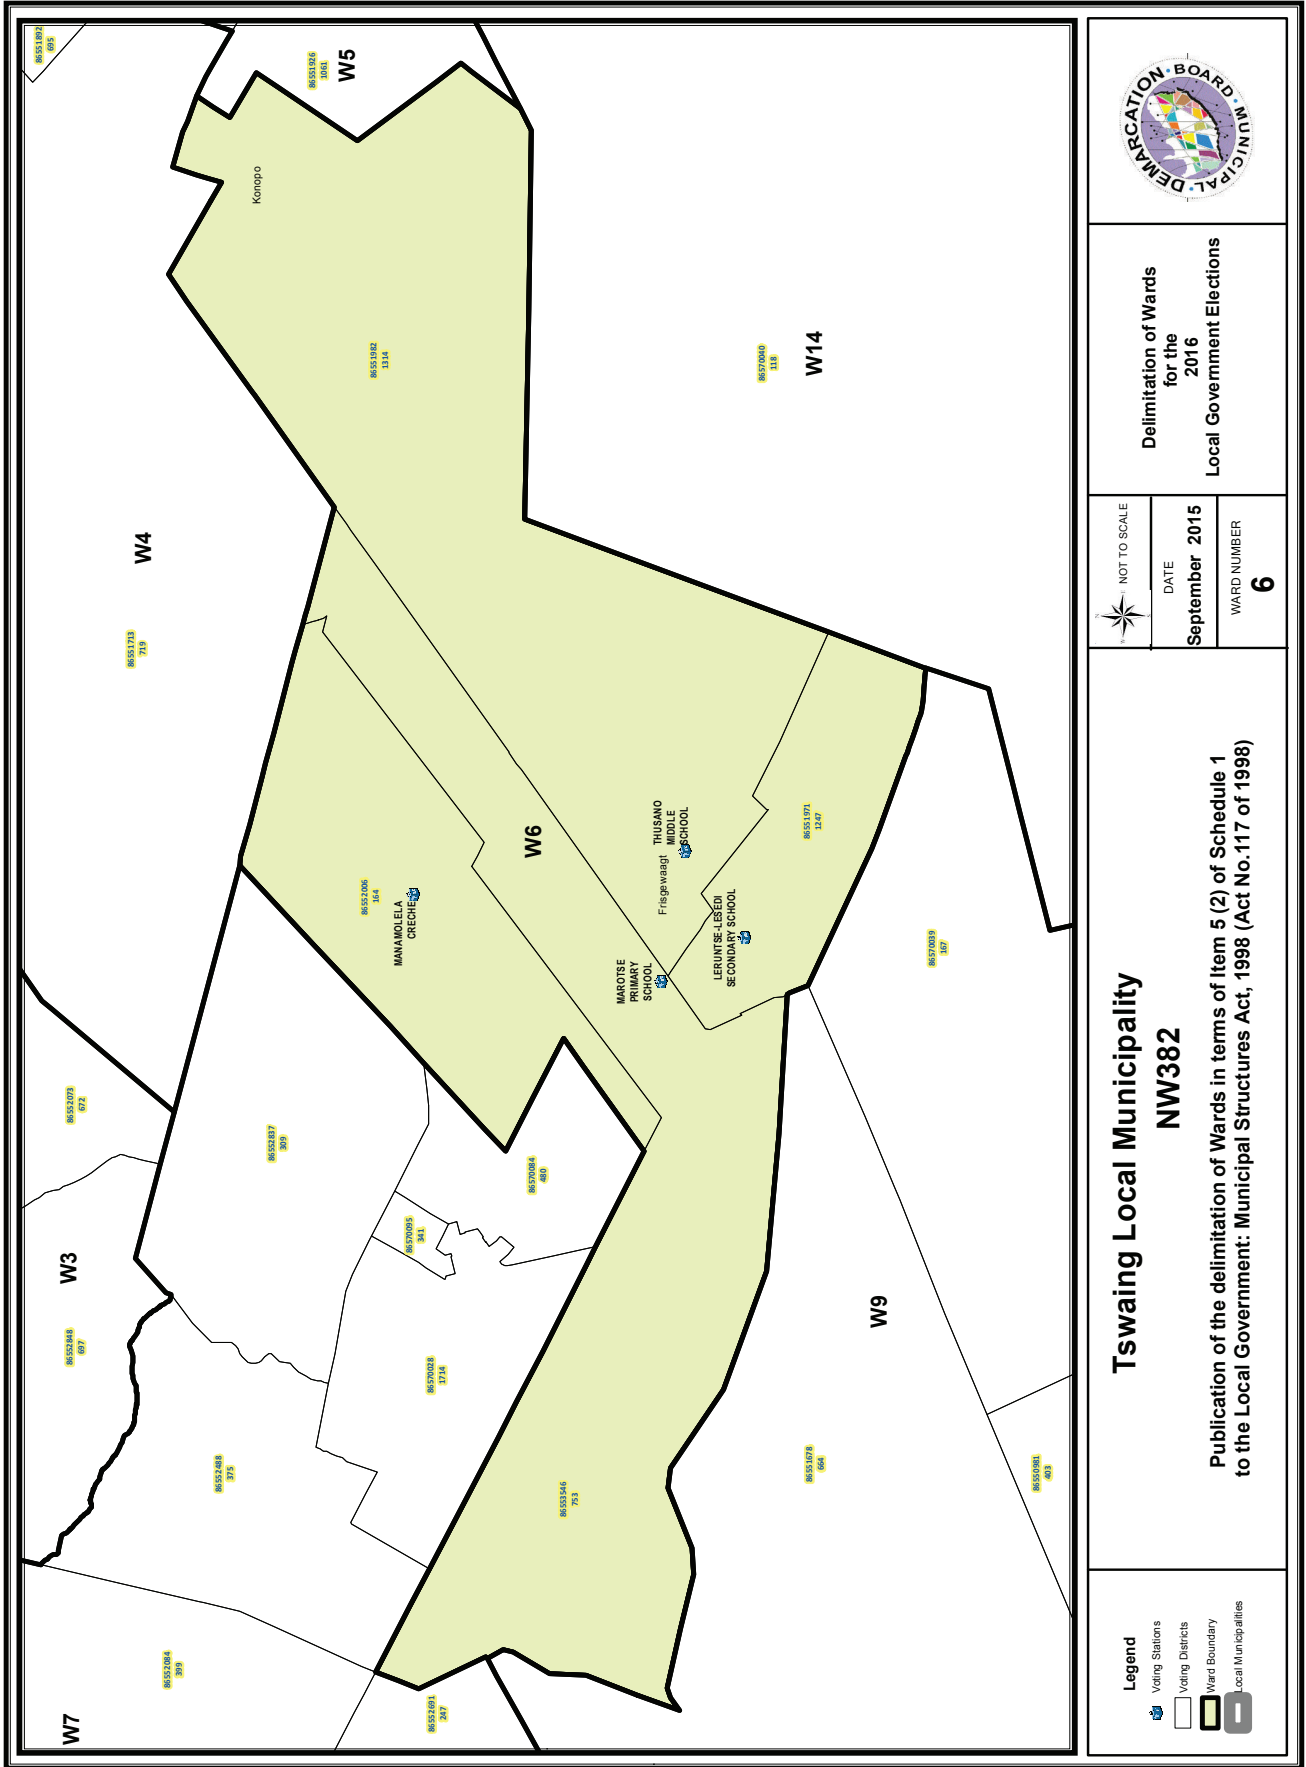 86551892
695
86551926
1061
W5
Konopo
86551982
1314
86570040
118
W14
W4
86551713
719
W6
86552006
164
MANAMOLELA
CRECHE
THUSANO
MIDDLE
SCHOOL
Frisgewaagt
86551971
1247
LERUNTSE-LESEDI
SECONDARY SCHOOL
MAROTSE
PRIMARY
SCHOOL
86570039
167
86552073
672
86552837
309
86570084
480
86570095
341
W3
86552848
697
86570028
1714
W9
86552488
375
86553546
753
86551678
664
86550981
403
86552084
399
W7
86552691
247
Legend
Voting Stations
Voting Districts
Ward Boundary
Local Municipalities
Tswaing Local Municipality
NW382
Publication of the delimitation of Wards in terms of Item 5 (2) of Schedule 1
to the Local Government: Municipal Structures Act, 1998 (Act No.117 of 1998)
NOT TO SCALE
DATE
September 2015
WARD NUMBER
6
Delimitation of Wards
for the
2016
Local Government Elections
MUNICIPAL DEMARCATION BOARD